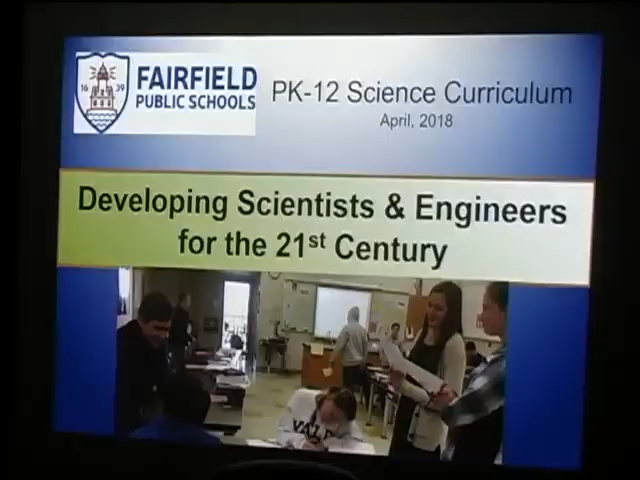 16 39
FAIRFIELD
PUBLIC SCHOOLS
PK-12 Science Curriculum
April, 2018
Developing Scientists & Engineers
for the 21st Century